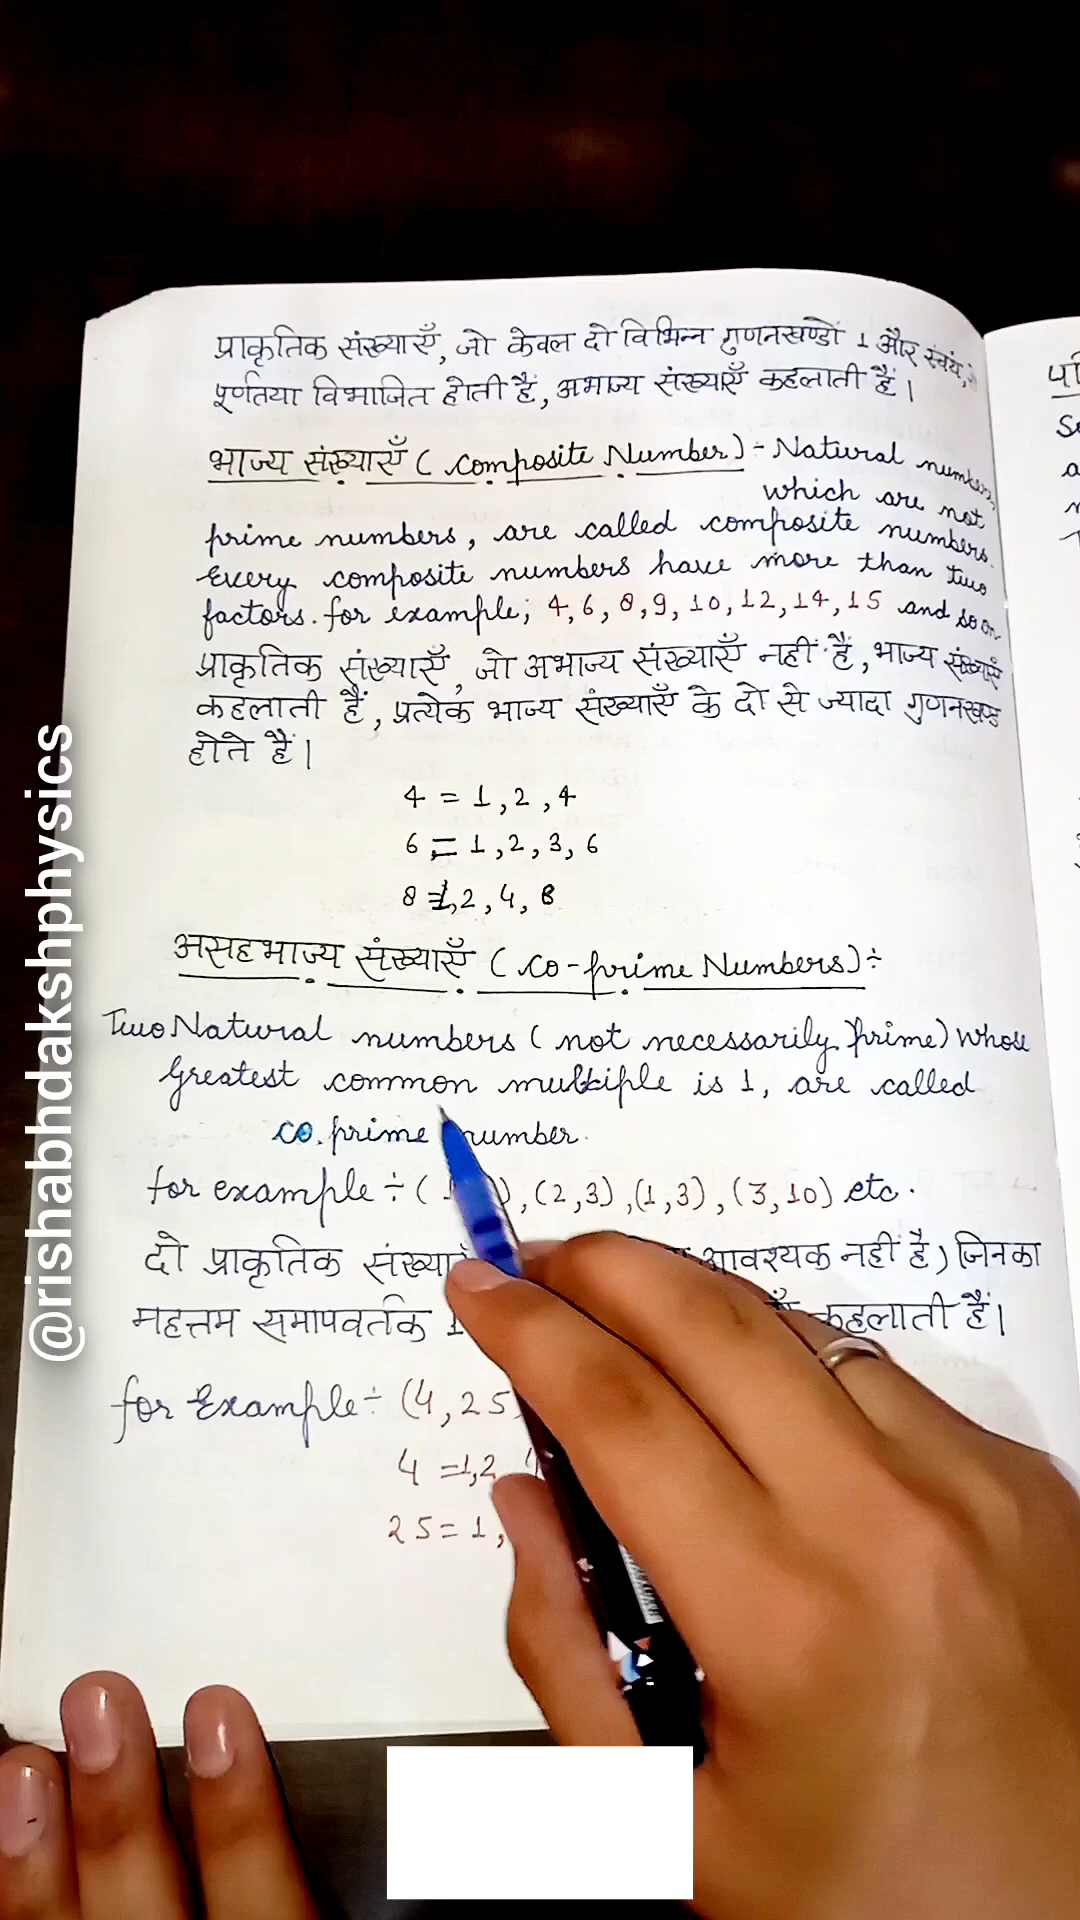 प्राकृतिक संख्याएँ, जो केवल दो विभिन्न गुणनखण्डों 1 और स्वयं,
पूर्णतया विभाजित होती हैं, अभाज्य संख्याएँ कहलाती हैं।
भाज्य संख्याएँ ( Composite Number ) ÷ Natural numbers,
which are not
prime numbers, are called composite numbers.
Every composite numbers have more than two
factors. for example; 4, 6, 8, 9, 10, 12, 14, 15 and so on
प्राकृतिक संख्याएँ, जो अभाज्य संख्याएँ नहीं हैं, भाज्य संख्याएँ
कहलाती हैं, प्रत्येक भाज्य संख्याएँ के दो से ज्यादा गुणनखण्ड
होते हैं।
4 = 1, 2, 4
6 = 1, 2, 3, 6
8 = 1, 2, 4, 8
असहभाज्य संख्याएँ ( Co-prime Numbers) ÷
Two Natural numbers ( not necessarily prime) whose
Greatest common multiple is 1, are called
co. prime number.
for example ÷ ( 1 ), (2,3), (1,3), (3,10) etc.
दो प्राकृतिक आवश्यक नहीं है) जिनका
महत्तम समापवर्तक 1 कहलाती हैं।
for Example ÷ (4, 25)
4 = 1, 2
25 = 1,
@rishabhdakshphysics